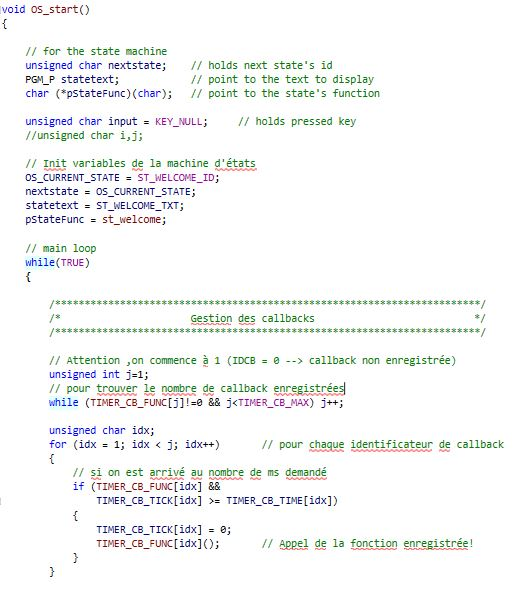 void OS_start()
{
// for the state machine
unsigned char nextstate; // holds next state's id
PGM_P statetext; // point to the text to display
char (*pStateFunc)(char); // point to the state's function
unsigned char input = KEY_NULL; // holds pressed key
//unsigned char i,j;
// Init variables de la machine d'états
OS_CURRENT_STATE = ST_WELCOME_ID;
nextstate = OS_CURRENT_STATE;
statetext = ST_WELCOME_TXT;
pStateFunc = st_welcome;
// main loop
while(TRUE)
{
/************************************************************************/
/* Gestion des callbacks */
/************************************************************************/
// Attention ,on commence à 1 (IDCB = 0 --> callback non enregistrée)
unsigned int j=1;
// pour trouver le nombre de callback enregistrées
while (TIMER_CB_FUNC[j]!=0 && j<TIMER_CB_MAX) j++;
unsigned char idx;
for (idx = 1; idx < j; idx++) // pour chaque identificateur de callback
{
// si on est arrivé au nombre de ms demandé
if (TIMER_CB_FUNC[idx] &&
TIMER_CB_TICK[idx] >= TIMER_CB_TIME[idx])
{
TIMER_CB_TICK[idx] = 0;
TIMER_CB_FUNC[idx](); // Appel de la fonction enregistrée!
}
}